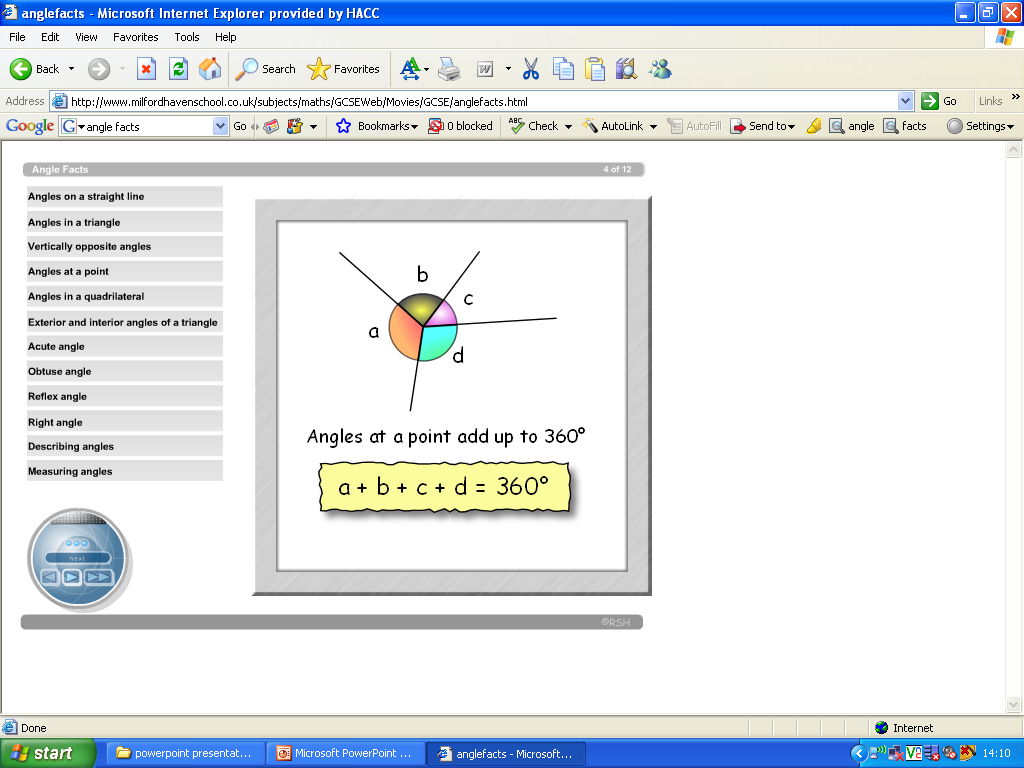 anglefacts - Microsoft Internet Explorer provided by HACC
File Edit View Favorites Tools Help
Back Search Favorites
Address http://www.milfordhavenschool.co.uk/subjects/maths/GCSEWeb/Movies/GCSE/anglefacts.html Go Links »
Google G angle facts Go Bookmarks 0 blocked ABC Check AutoLink AutoFill Send to angle facts Settings
Angle Facts 4 of 12
Angles on a straight line
Angles in a triangle
Vertically opposite angles
Angles at a point
Angles in a quadrilateral
Exterior and interior angles of a triangle
Acute angle
Obtuse angle
Reflex angle
Right angle
Describing angles
Measuring angles
next
b
c
a
d
Angles at a point add up to 360°
a + b + c + d = 360°
©RSH
Done Internet
start powerpoint presentat... Microsoft PowerPoint ... anglefacts - Microsoft... 14:10